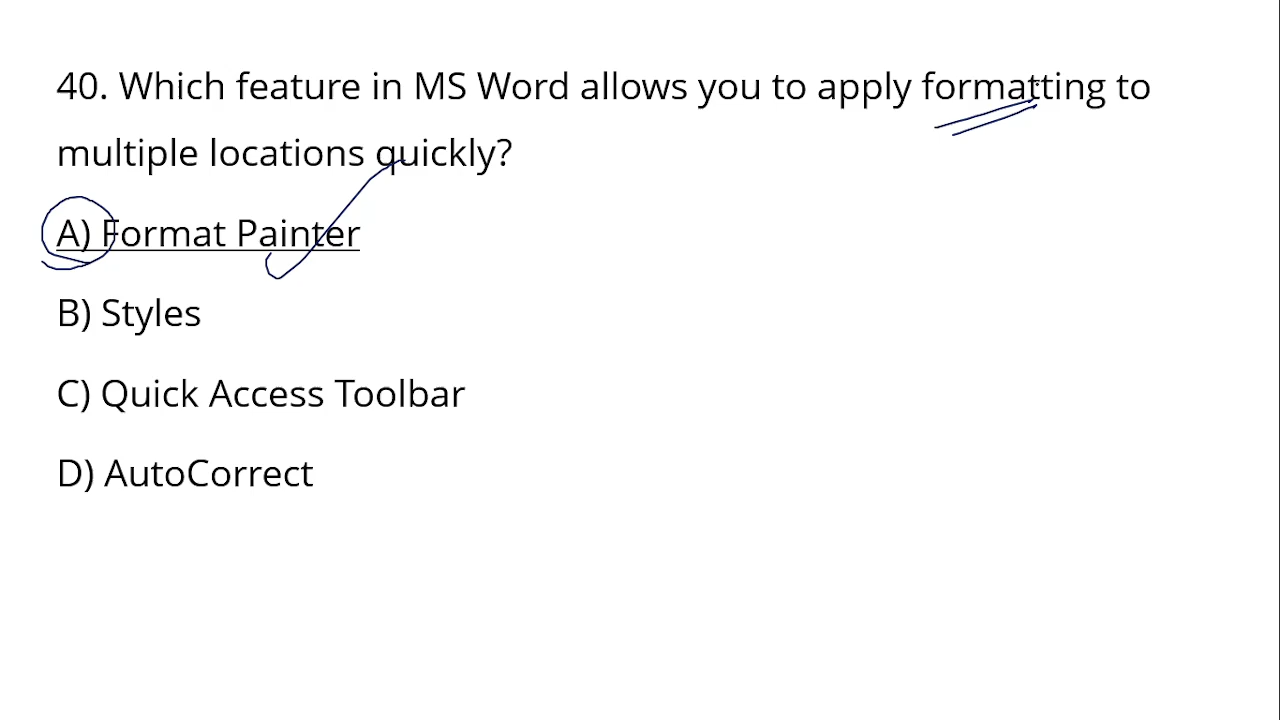 40. Which feature in MS Word allows you to apply formatting to
multiple locations quickly?
A) Format Painter
B) Styles
C) Quick Access Toolbar
D) AutoCorrect